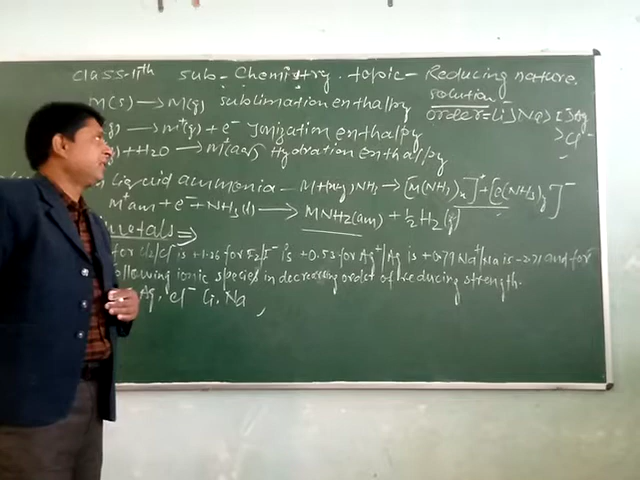 class-11th sub-Chemistry. topic- Reducing nature.
M(s) → M(g) sublimation enthalpy solution
(g) → M⁺(g) + e⁻ Ionization enthalpy order=Li > Na > I⁻ > Ag
(g) + H2O → M⁺(aq) Hydration enthalpy > Cl⁻
in liquid ammonia - M+(x+y) NH3 → [M(NH3)x]⁺ + [e(NH3)y]⁻
M⁺am + e⁻ + NH3(l) → MNH2(am) + ½H2(g)
metals ⇒
for Cl2/Cl⁻ is +1.36 for I2/I⁻ is +0.53 for Ag⁺/Ag is +0.79 Na⁺/Na is -2.71 and for
following ionic species in decreasing order of reducing strength.
Ag, Cl⁻ Li, Na